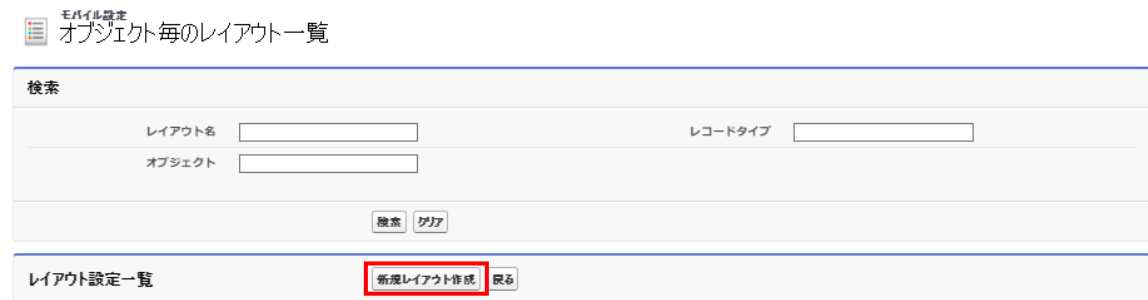 モバイル設定
オブジェクト毎のレイアウト一覧
検索
レイアウト名 レコードタイプ
オブジェクト
検索 クリア
レイアウト設定一覧 新規レイアウト作成 戻る